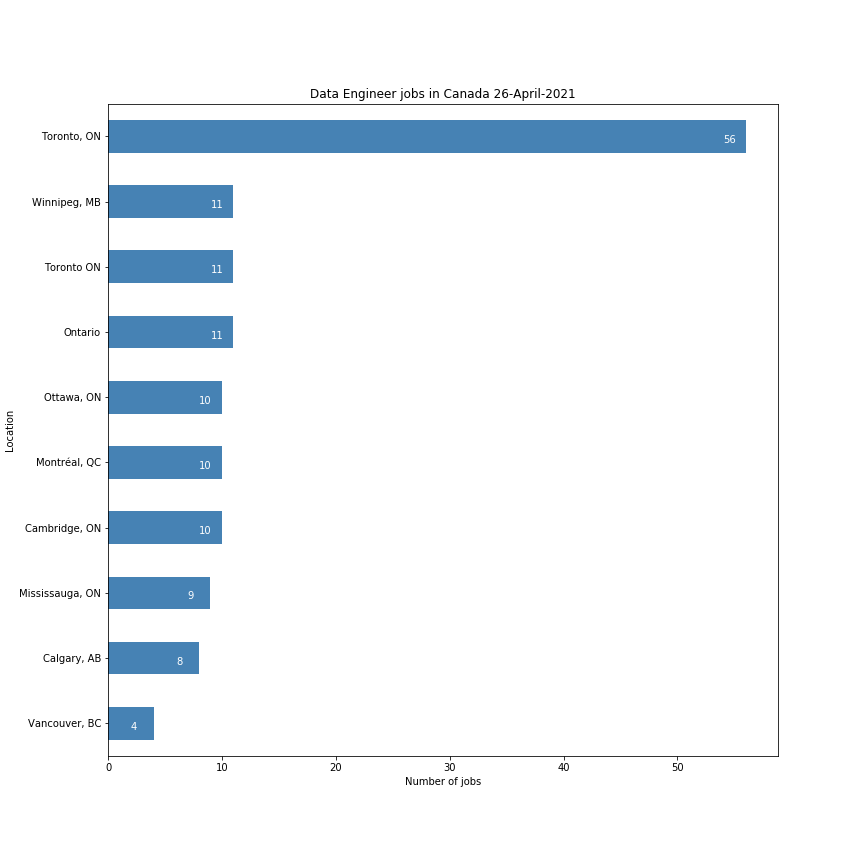 Data Engineer jobs in Canada 26-April-2021
Toronto, ON
56
Winnipeg, MB
11
Toronto ON
11
Ontario
11
Ottawa, ON
10
Location
Montréal, QC
10
Cambridge, ON
10
Mississauga, ON
9
Calgary, AB
8
Vancouver, BC
4
0 10 20 30 40 50
Number of jobs